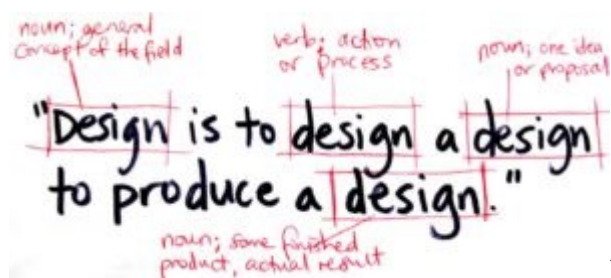 noun; general
concept of the field
verb; action
or process
noun; one idea
or proposal
"Design is to design a design
to produce a design."
noun; some finished
product, actual result